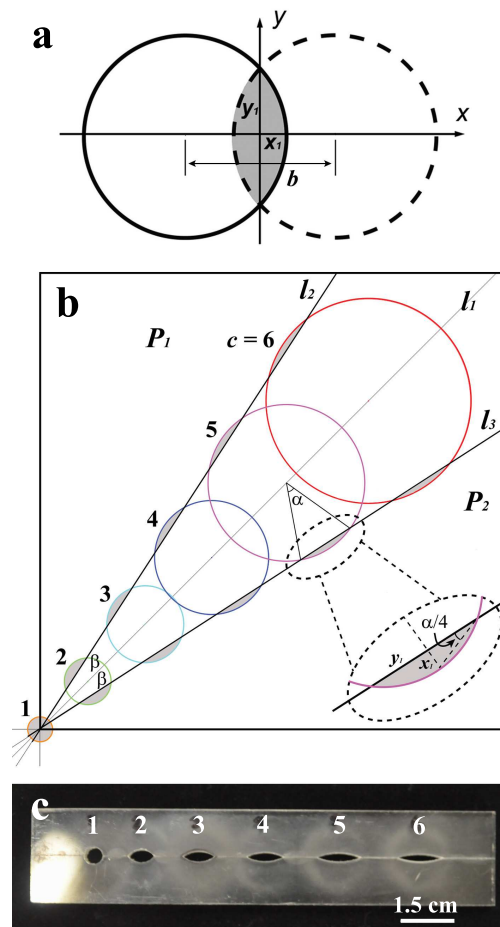 a
y
x
y₁
x₁
b
b
l₂
l₁
P₁
c = 6
l₃
5
P₂
α
4
3
α/4
2
β
y₁
x₁
β
1
c
1 2 3 4 5 6
1.5 cm